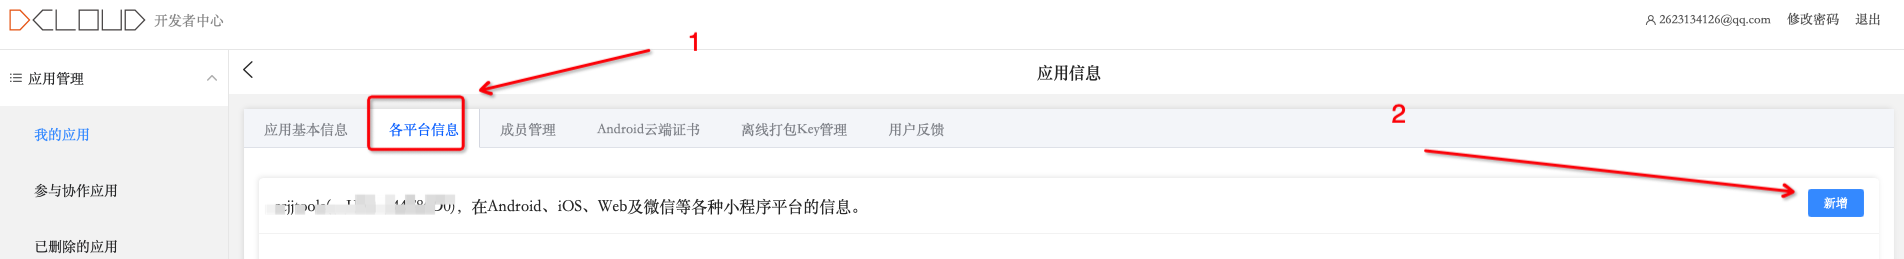 DCLOUD 开发者中心
2623134126@qq.com 修改密码 退出
应用管理
应用信息
1
2
我的应用
应用基本信息 各平台信息 成员管理 Android云端证书 离线打包Key管理 用户反馈
参与协作应用
，在Android、iOS、Web及微信等各种小程序平台的信息。
新增
已删除的应用